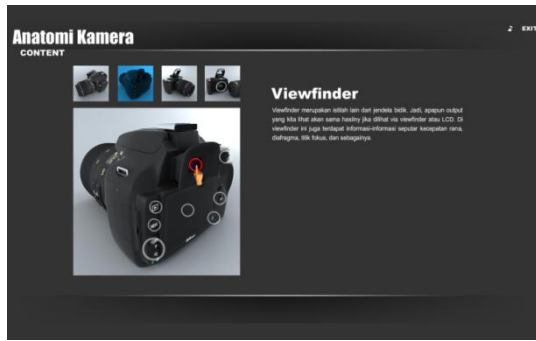 Anatomi Kamera
EXIT
CONTENT
Viewfinder
Viewfinder merupakan istilah lain dari jendela bidik. Jadi, apapun output
yang kita lihat akan sama hasilny jika dilihat via viewfinder atau LCD. Di
viewfinder ini juga terdapat informasi-informasi seputar kecepatan rana,
diafragma, titik fokus, dan sebagainya.